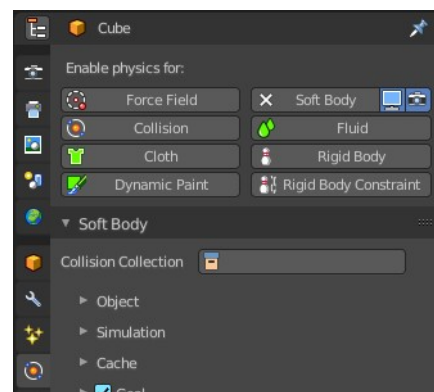 Cube
Enable physics for:
Force Field
Soft Body
Collision
Fluid
Cloth
Rigid Body
Dynamic Paint
Rigid Body Constraint
Soft Body
Collision Collection
Object
Simulation
Cache
Goal